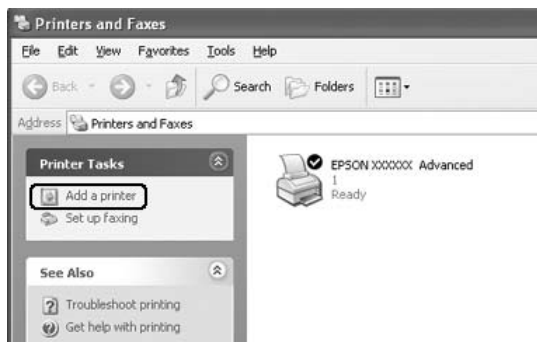 Printers and Faxes
File Edit View Favorites Tools Help
Back Search Folders
Address Printers and Faxes
Printer Tasks
Add a printer
Set up faxing
See Also
Troubleshoot printing
Get help with printing
EPSON XXXXXX Advanced
1
Ready